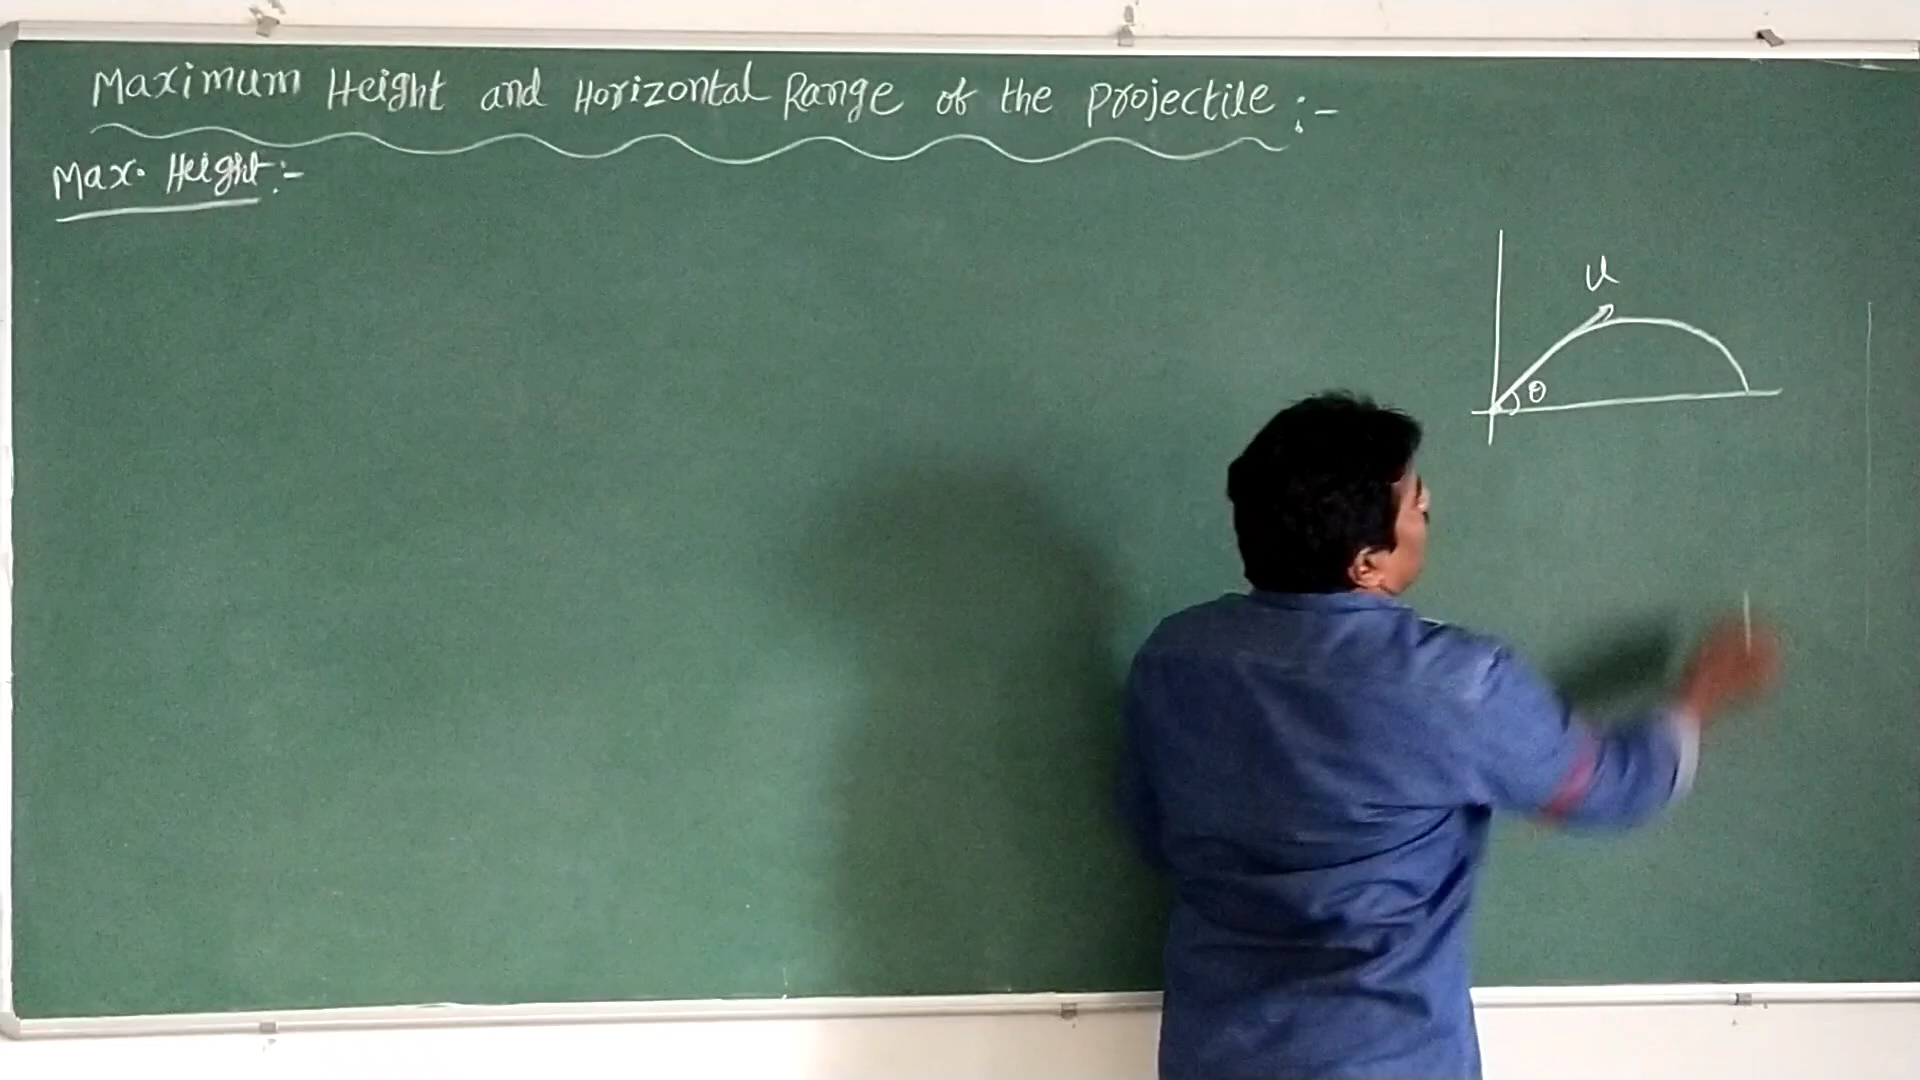 Maximum Height and Horizontal Range of the projectile :-
Max. Height :-
u
θ